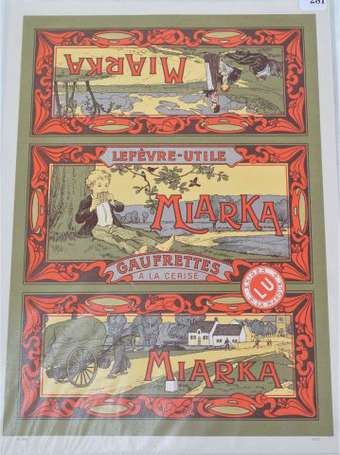 281
MIARKA
LEFÈVRE-UTILE
MIARKA
GAUFRETTES
A LA CERISE
LU
MIARKA